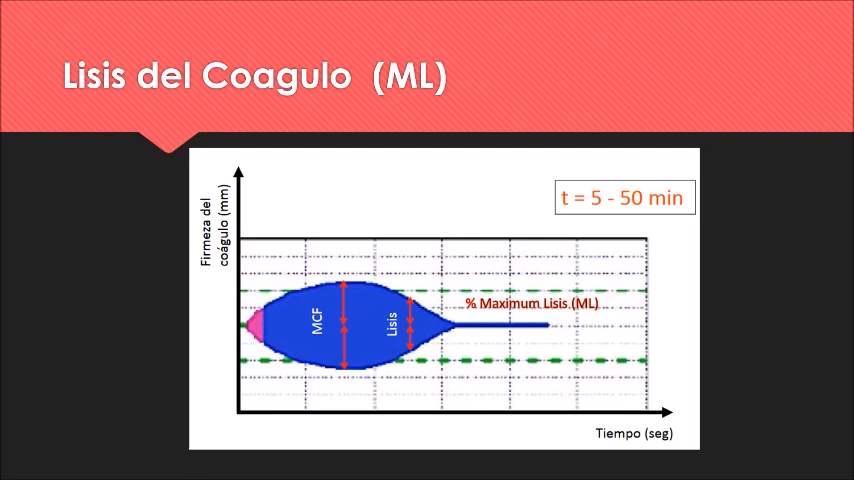 Lisis del Coagulo (ML)
t = 5 - 50 min
Firmeza del
coágulo (mm)
% Maximum Lisis (ML)
MCF
Lisis
Tiempo (seg)